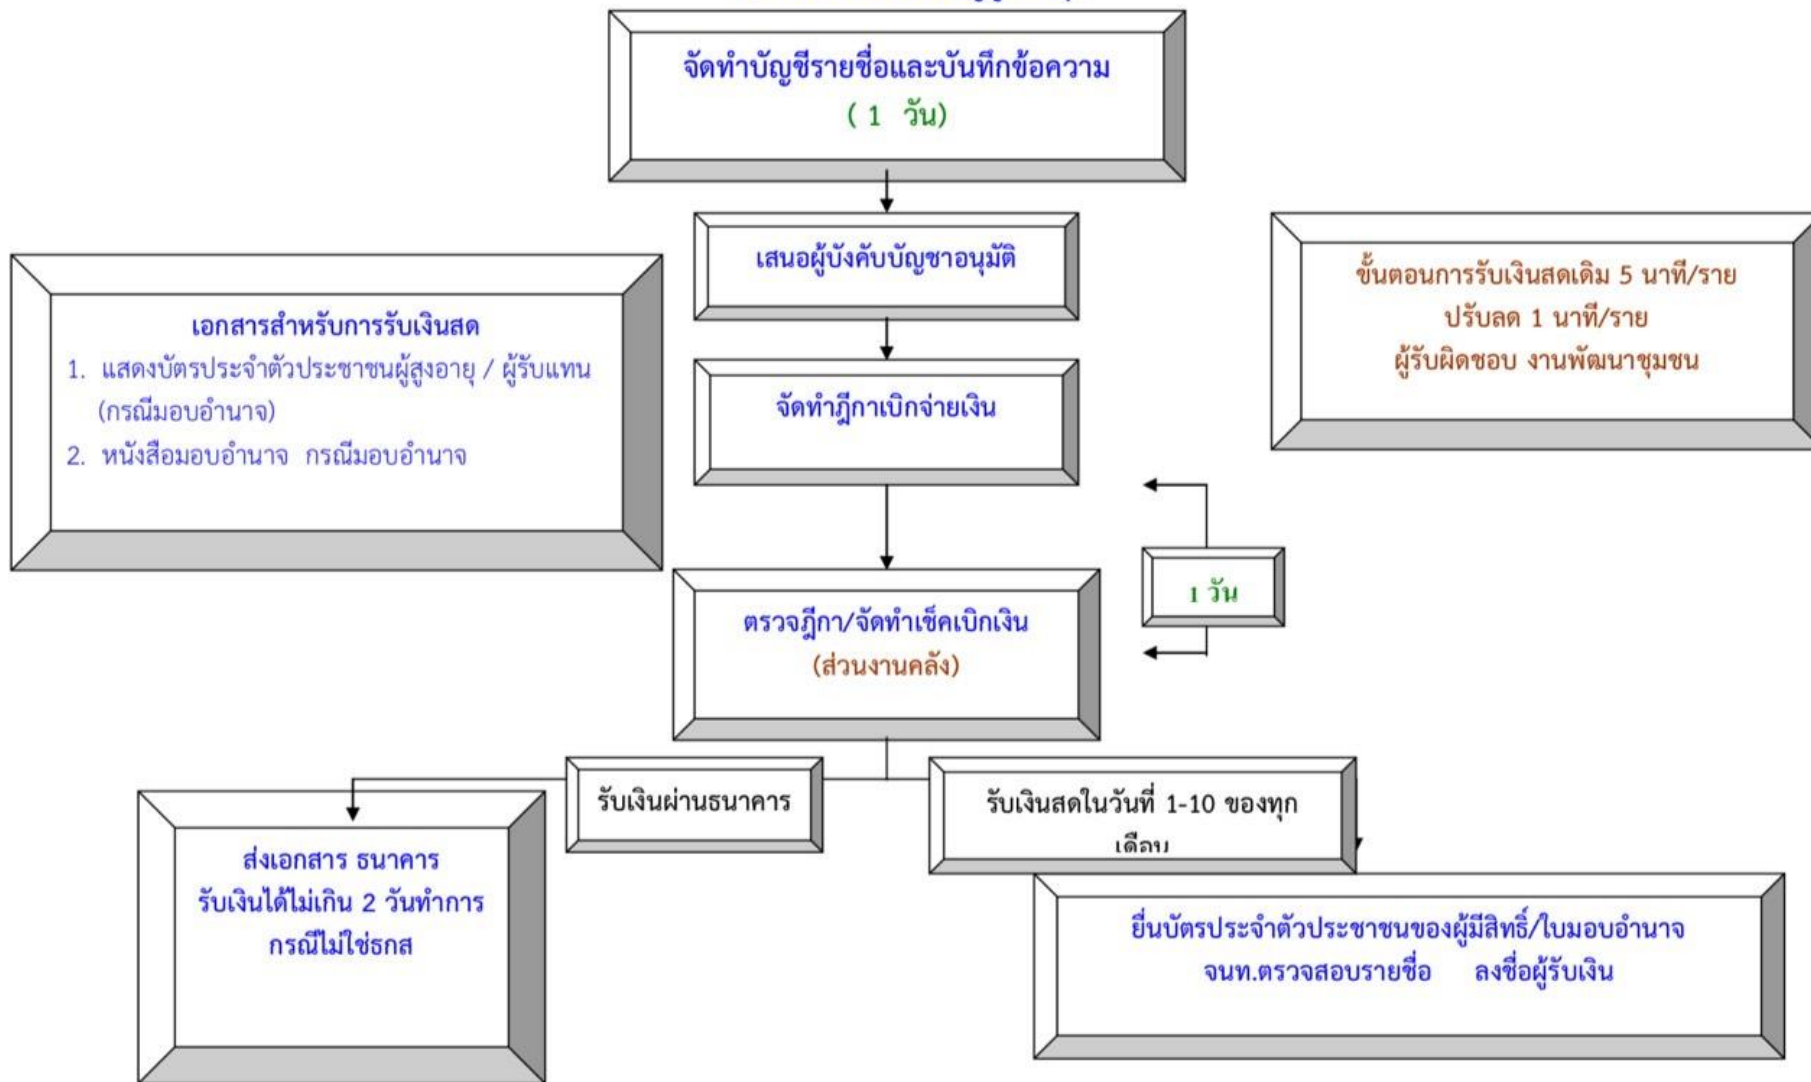 จัดทำบัญชีรายชื่อและบันทึกข้อความ
( 1 วัน)
เสนอผู้บังคับบัญชาอนุมัติ
ขั้นตอนการรับเงินสดเดิม 5 นาที/ราย
ปรับลด 1 นาที/ราย
ผู้รับผิดชอบ งานพัฒนาชุมชน
เอกสารสำหรับการรับเงินสด
1. แสดงบัตรประจำตัวประชาชนผู้สูงอายุ / ผู้รับแทน
(กรณีมอบอำนาจ)
2. หนังสือมอบอำนาจ กรณีมอบอำนาจ
จัดทำฎีกาเบิกจ่ายเงิน
1 วัน
ตรวจฎีกา/จัดทำเช็คเบิกเงิน
(ส่วนงานคลัง)
รับเงินผ่านธนาคาร
รับเงินสดในวันที่ 1-10 ของทุก
เดือน
ส่งเอกสาร ธนาคาร
รับเงินได้ไม่เกิน 2 วันทำการ
กรณีไม่ใช่ธกส
ยื่นบัตรประจำตัวประชาชนของผู้มีสิทธิ์/ใบมอบอำนาจ
จนท.ตรวจสอบรายชื่อ ลงชื่อผู้รับเงิน